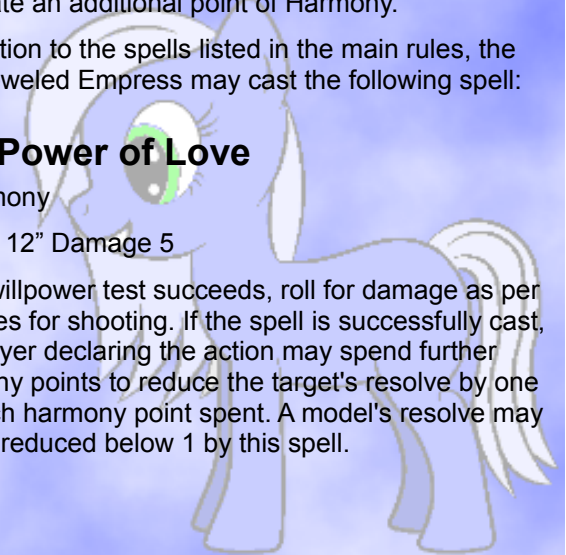 ate an additional point of Harmony.
tion to the spells listed in the main rules, the
weled Empress may cast the following spell:
Power of Love
mony
12” Damage 5
willpower test succeeds, roll for damage as per
es for shooting. If the spell is successfully cast,
yer declaring the action may spend further
ny points to reduce the target's resolve by one
ch harmony point spent. A model's resolve may
reduced below 1 by this spell.